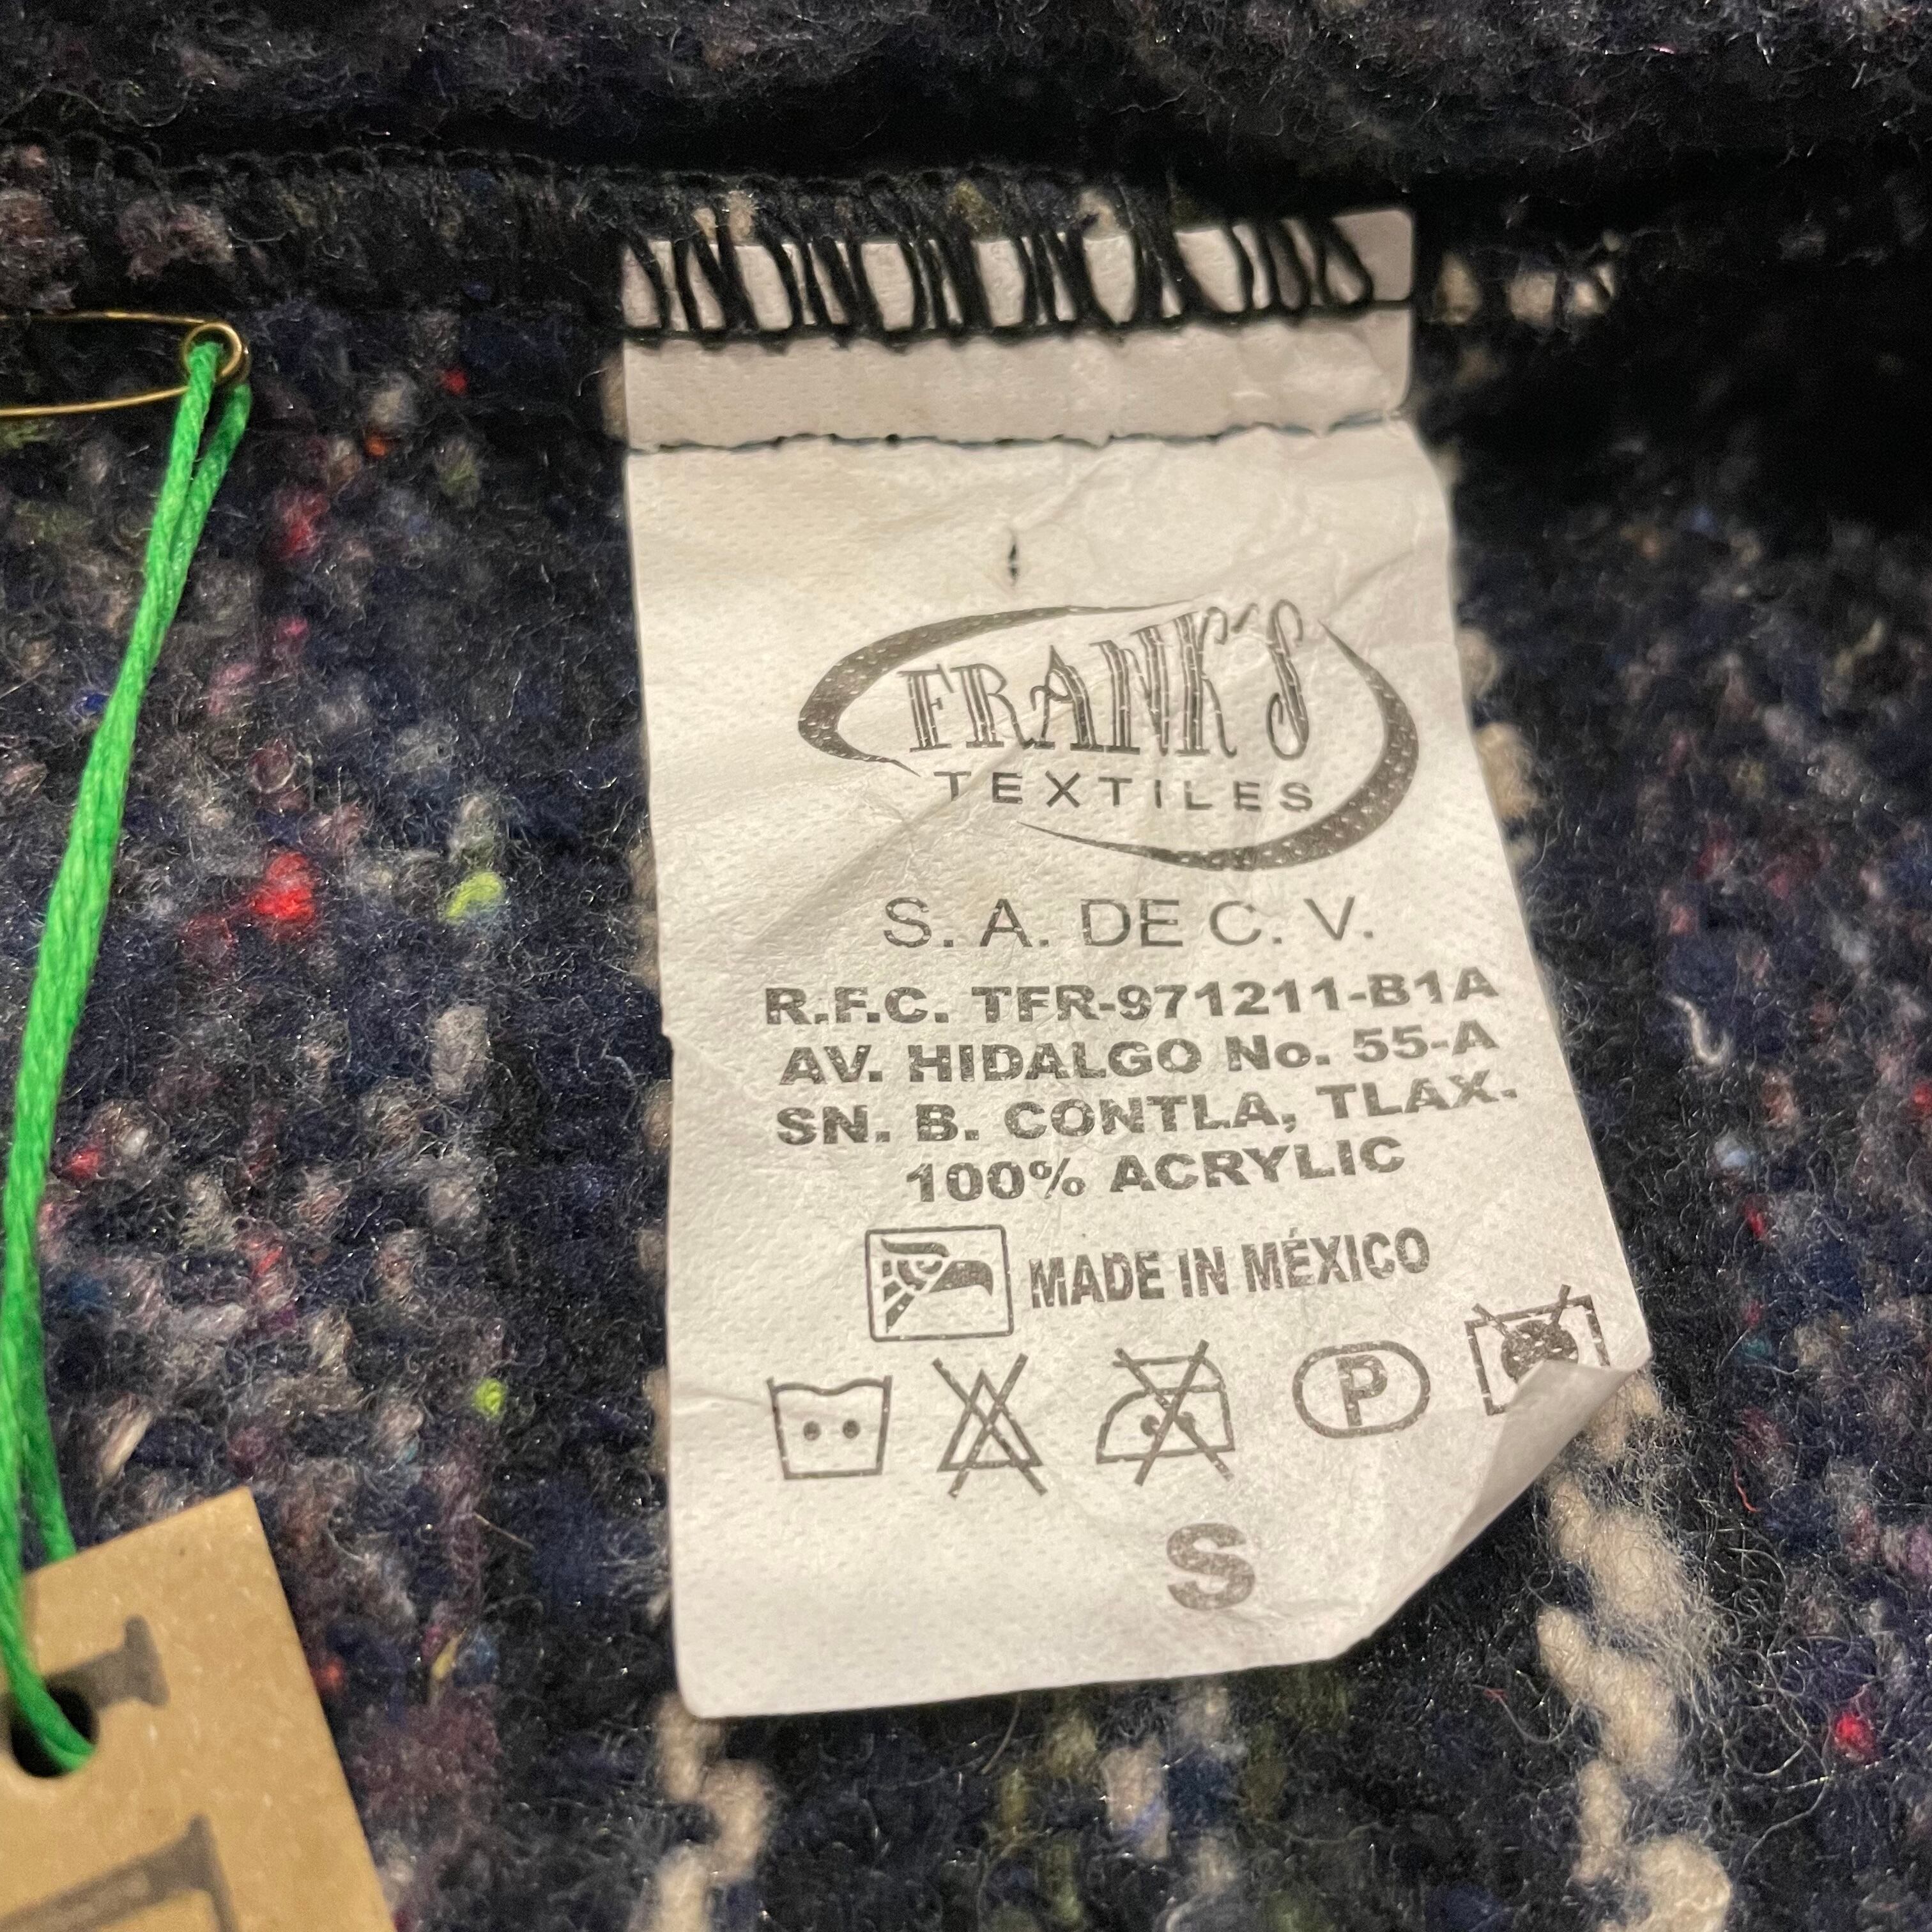 FRANK'S
TEXTILES
S. A. DE C. V.
R.F.C. TFR-971211-B1A
AV. HIDALGO No. 55-A
SN. B. CONTLA, TLAX.
100% ACRYLIC
MADE IN MÉXICO
P
S